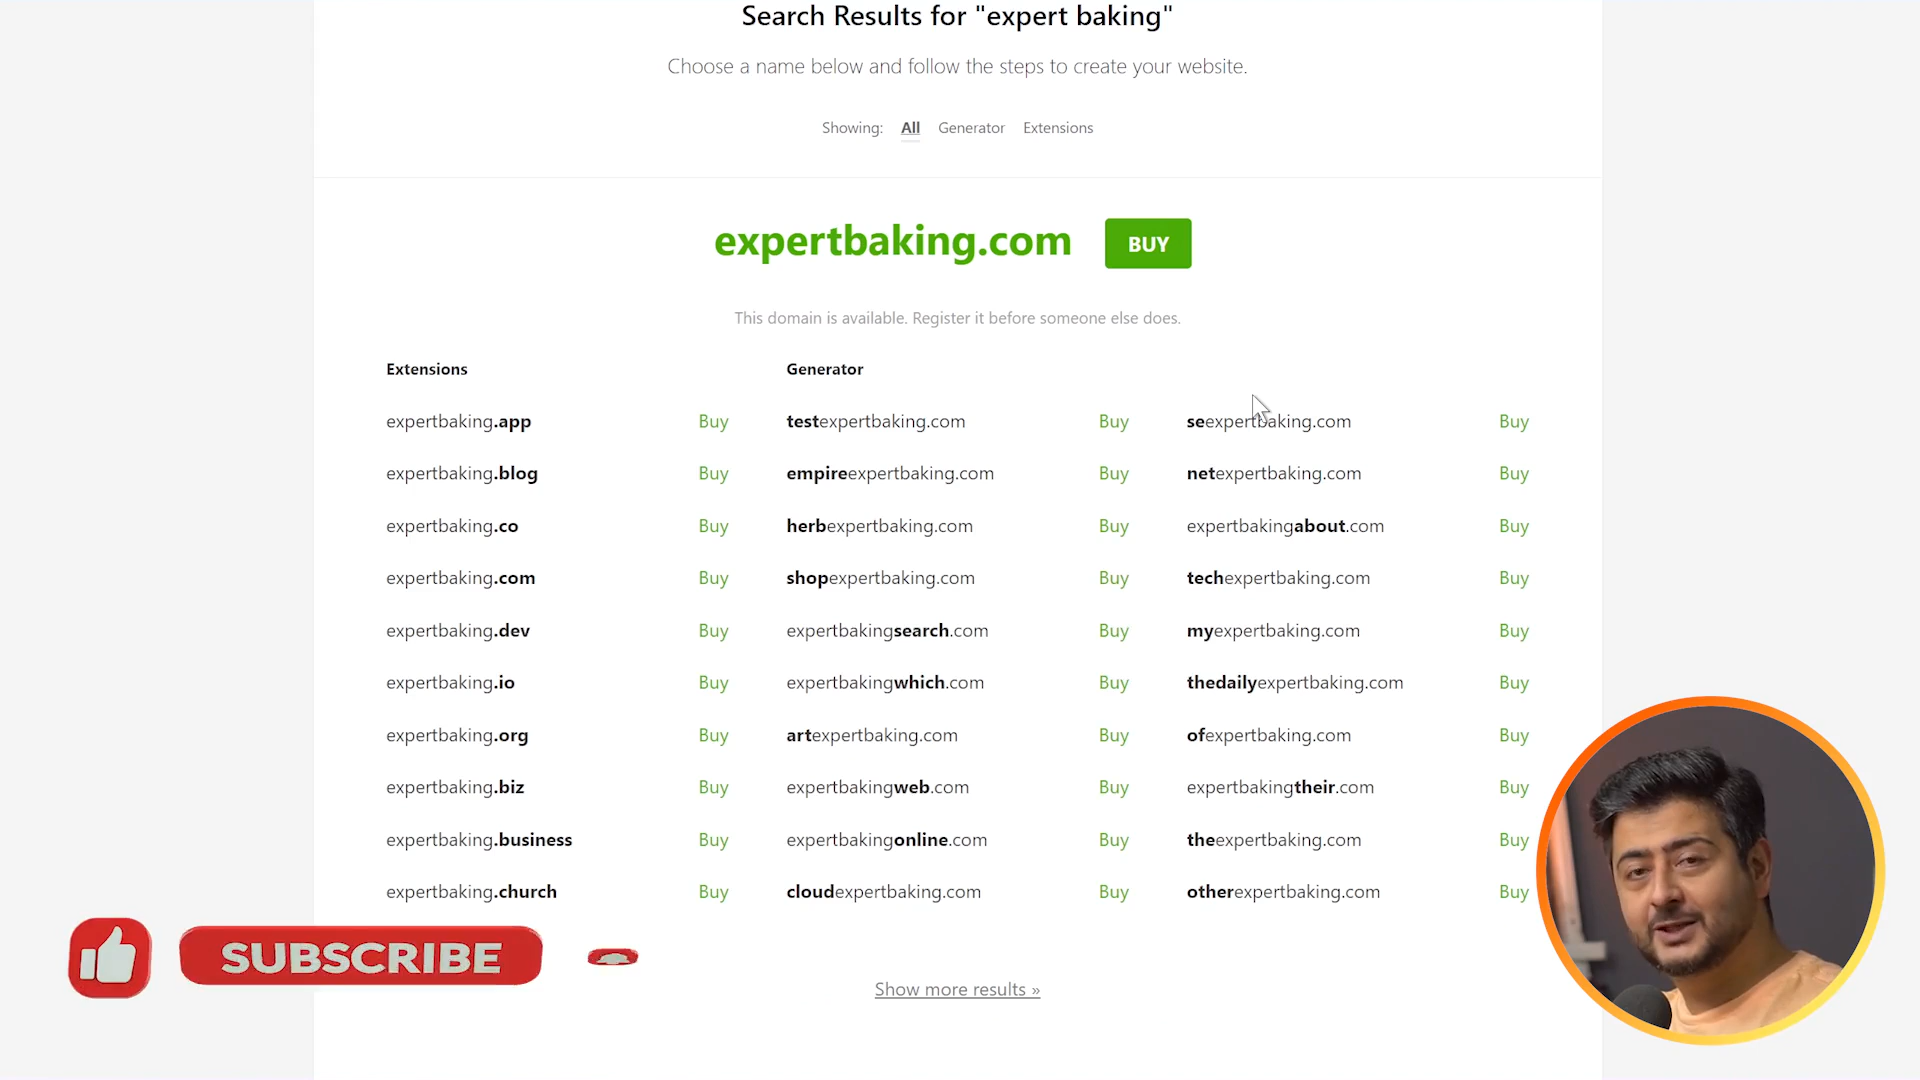 Search Results for "expert baking"
Choose a name below and follow the steps to create your website.
Showing: All Generator Extensions
expertbaking.com BUY
This domain is available. Register it before someone else does.
Extensions Generator
expertbaking.app Buy testexpertbaking.com Buy seexpertbaking.com Buy
expertbaking.blog Buy empireexpertbaking.com Buy netexpertbaking.com Buy
expertbaking.co Buy herbexpertbaking.com Buy expertbakingabout.com Buy
expertbaking.com Buy shopexpertbaking.com Buy techexpertbaking.com Buy
expertbaking.dev Buy expertbakingsearch.com Buy myexpertbaking.com Buy
expertbaking.io Buy expertbakingwhich.com Buy thedailyexpertbaking.com Buy
expertbaking.org Buy artexpertbaking.com Buy ofexpertbaking.com Buy
expertbaking.biz Buy expertbakingweb.com Buy expertbakingtheir.com Buy
expertbaking.business Buy expertbakingonline.com Buy theexpertbaking.com Buy
expertbaking.church Buy cloudexpertbaking.com Buy otherexpertbaking.com Buy
SUBSCRIBE
Show more results »